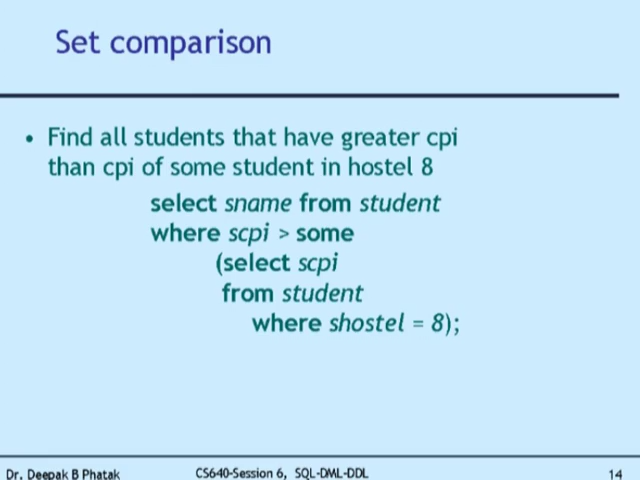 Set comparison
• Find all students that have greater cpi
than cpi of some student in hostel 8
select sname from student
where scpi > some
(select scpi
from student
where shostel = 8);
Dr. Deepak B Phatak
CS640-Session 6, SQL-DML-DDL
14